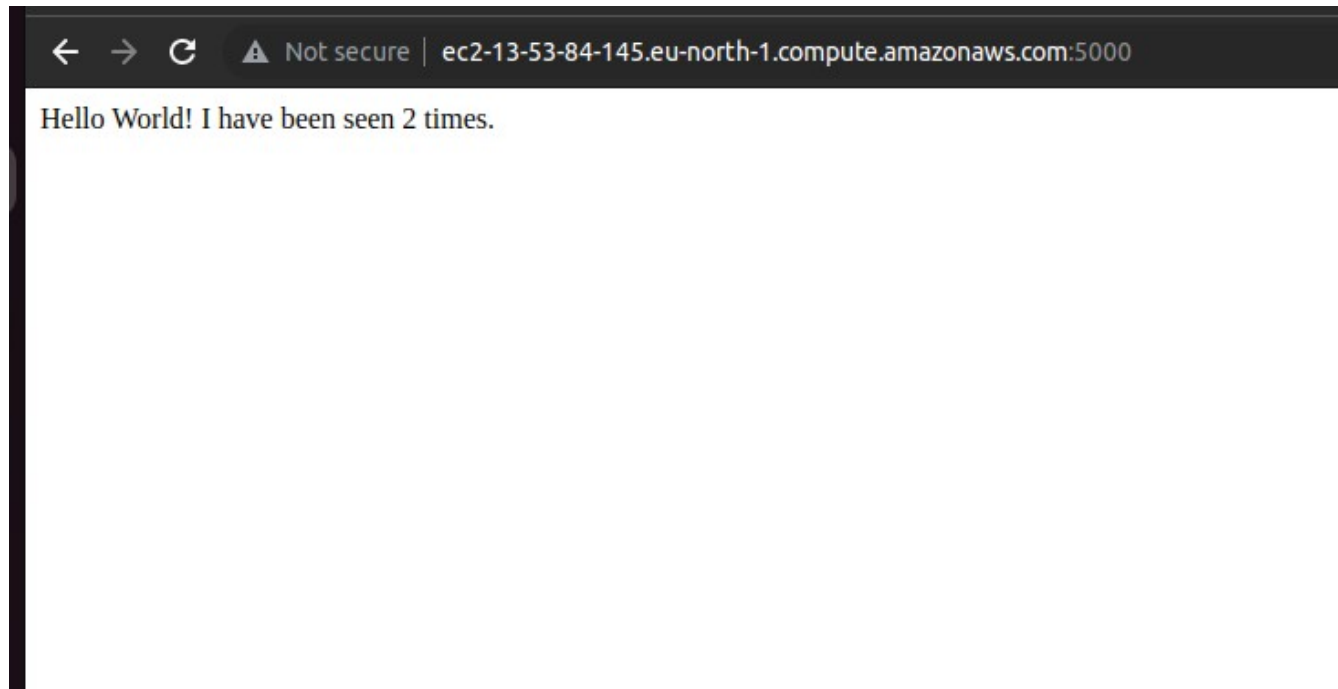 Not secure | ec2-13-53-84-145.eu-north-1.compute.amazonaws.com:5000
Hello World! I have been seen 2 times.